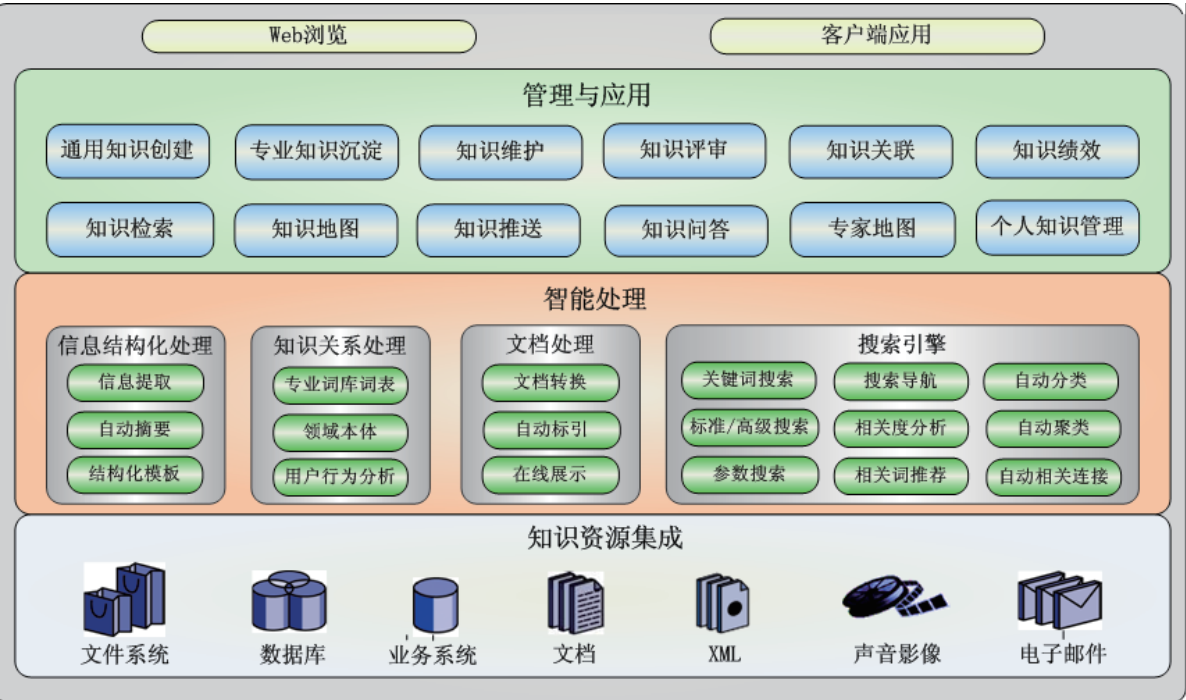 Web浏览
客户端应用
管理与应用
通用知识创建
专业知识沉淀
知识维护
知识评审
知识关联
知识绩效
知识检索
知识地图
知识推送
知识问答
专家地图
个人知识管理
智能处理
信息结构化处理
信息提取
自动摘要
结构化模板
知识关系处理
专业词库词表
领域本体
用户行为分析
文档处理
文档转换
自动标引
在线展示
搜索引擎
关键词搜索
搜索导航
自动分类
标准/高级搜索
相关度分析
自动聚类
参数搜索
相关词推荐
自动相关连接
知识资源集成
文件系统
数据库
业务系统
文档
XML
声音影像
电子邮件